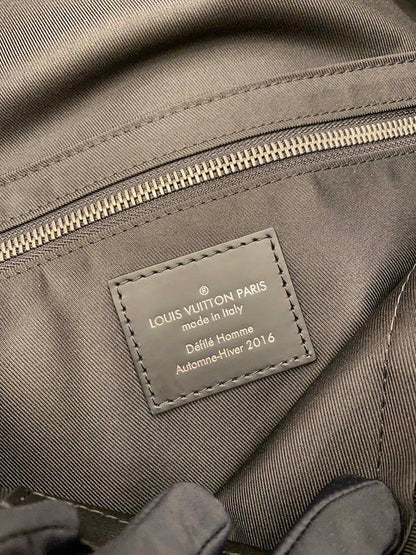 ®
LOUIS VUITTON PARIS
made in Italy
Défilé Homme
Automne-Hiver 2016